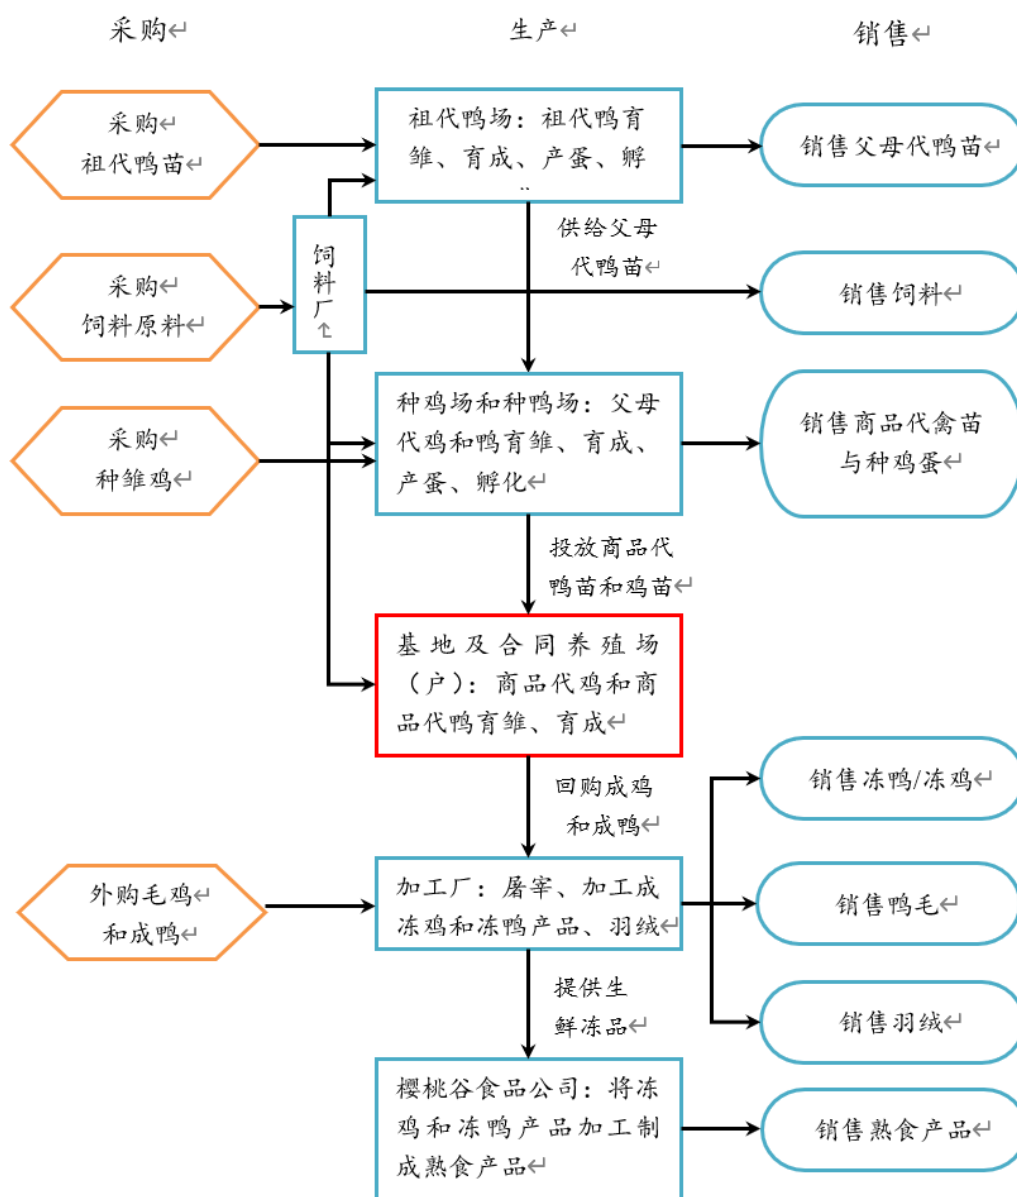 采购↵
生产↵
销售↵
采购↵
祖代鸭苗↵
祖代鸭场：祖代鸭育
雏、育成、产蛋、孵
销售父母代鸭苗↵
供给父母
代鸭苗↵
采购↵
饲料原料↵
饲
料
厂
↵
销售饲料↵
采购↵
种雏鸡↵
种鸡场和种鸭场：父母
代鸡和鸭育雏、育成、
产蛋、孵化↵
销售商品代禽苗
与种鸡蛋↵
投放商品代
鸭苗和鸡苗↵
基地及合同养殖场
（户）：商品代鸡和商
品代鸭育雏、育成↵
回购成鸡
和成鸭↵
销售冻鸭/冻鸡↵
外购毛鸡↵
和成鸭↵
加工厂：屠宰、加工成
冻鸡和冻鸭产品、羽绒↵
销售鸭毛↵
提供生
鲜冻品↵
销售羽绒↵
樱桃谷食品公司：将冻
鸡和冻鸭产品加工制
成熟食产品↵
销售熟食产品↵